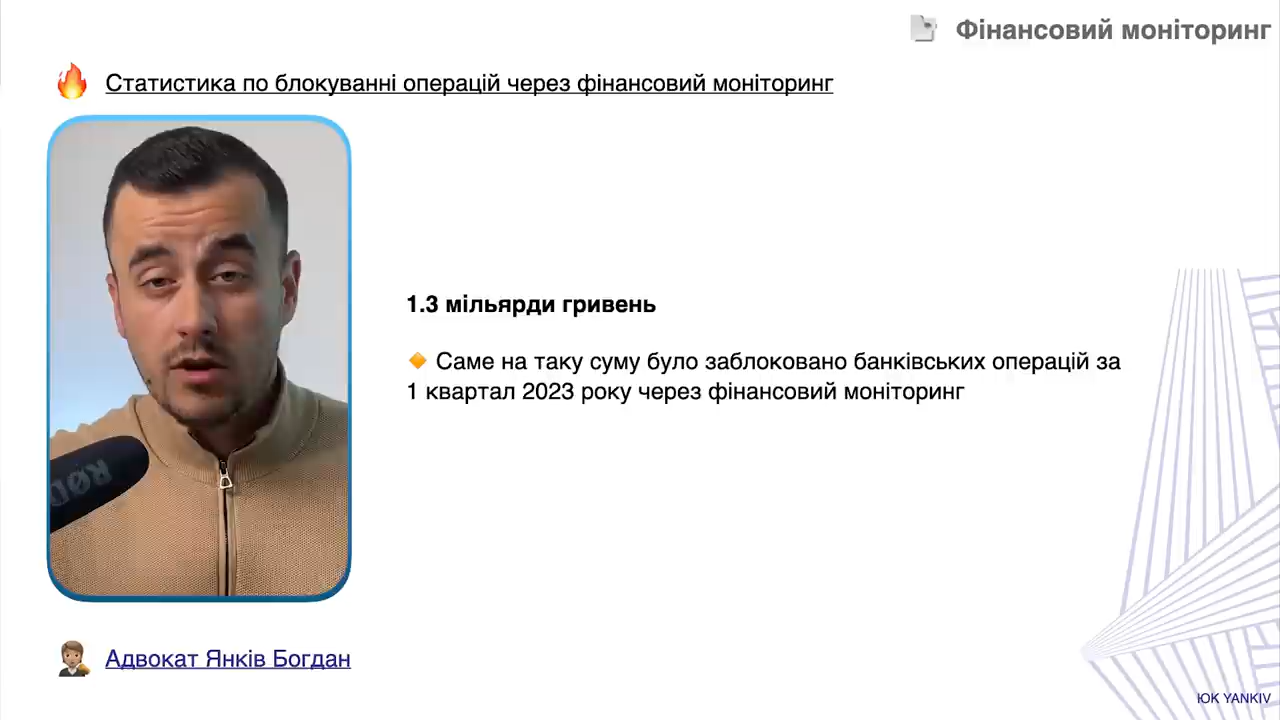 Фінансовий моніторинг
Статистика по блокуванні операцій через фінансовий моніторинг
1.3 мільярди гривень
Саме на таку суму було заблоковано банківських операцій за
1 квартал 2023 року через фінансовий моніторинг
RØD
Адвокат Янків Богдан
ЮК YANKIV